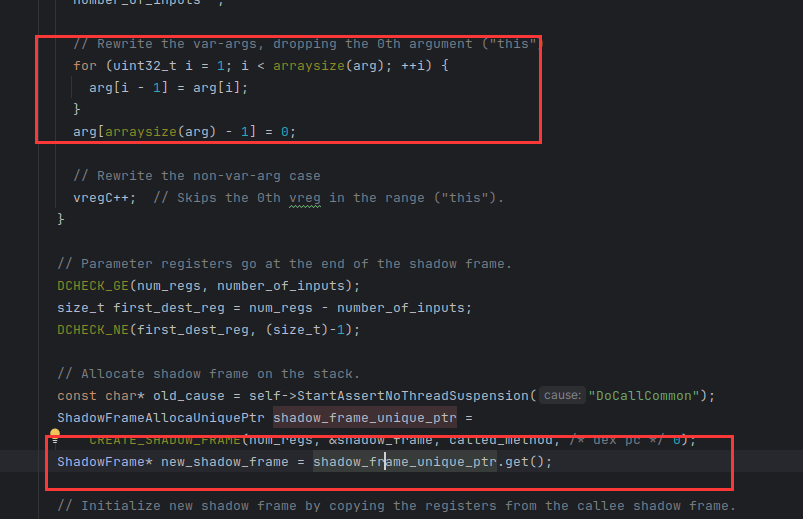 number_of_inputs--;
// Rewrite the var-args, dropping the 0th argument ("this")
for (uint32_t i = 1; i < arraysize(arg); ++i) {
arg[i - 1] = arg[i];
}
arg[arraysize(arg) - 1] = 0;
// Rewrite the non-var-arg case
vregC++;  // Skips the 0th vreg in the range ("this").
}
// Parameter registers go at the end of the shadow frame.
DCHECK_GE(num_regs, number_of_inputs);
size_t first_dest_reg = num_regs - number_of_inputs;
DCHECK_NE(first_dest_reg, (size_t)-1);
// Allocate shadow frame on the stack.
const char* old_cause = self->StartAssertNoThreadSuspension( cause: "DoCallCommon");
ShadowFrameAllocaUniquePtr shadow_frame_unique_ptr =
CREATE_SHADOW_FRAME(num_regs, &shadow_frame, called_method, /* dex pc */ 0);
ShadowFrame* new_shadow_frame = shadow_frame_unique_ptr.get();
// Initialize new shadow frame by copying the registers from the callee shadow frame.